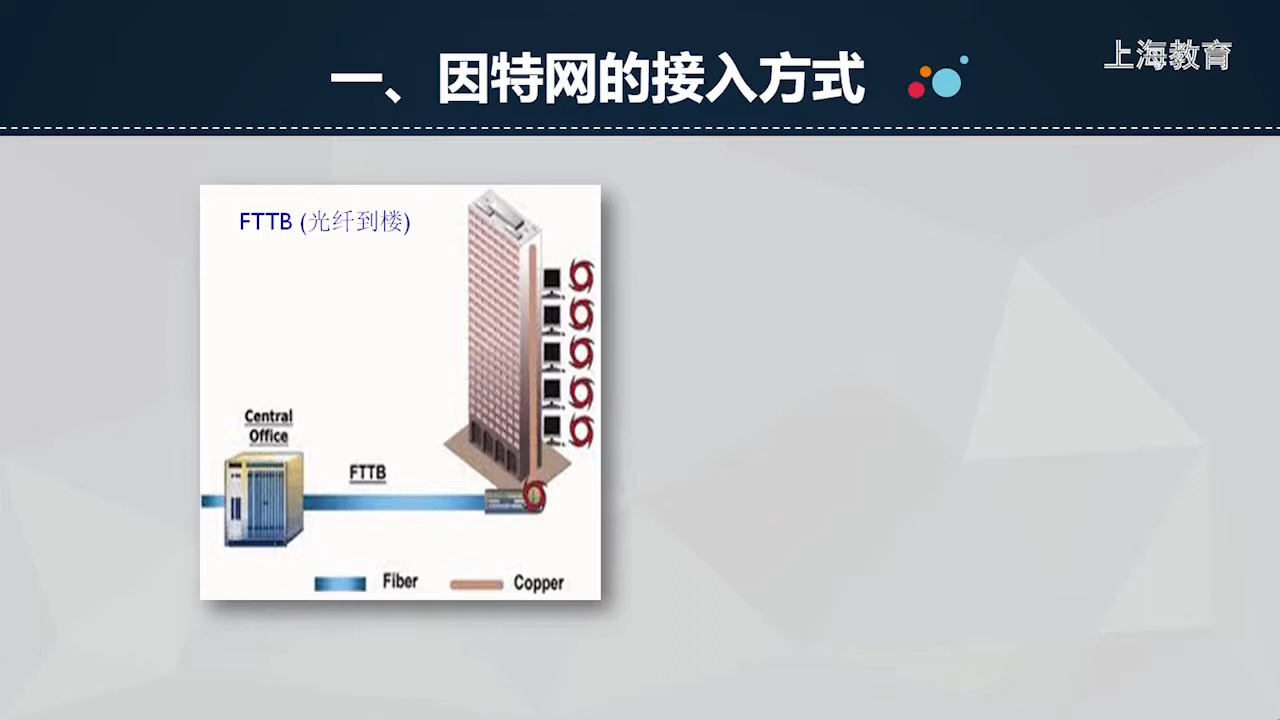 一、因特网的接入方式
上海教育
FTTB (光纤到楼)
Central
Office
FTTB
Fiber
Copper